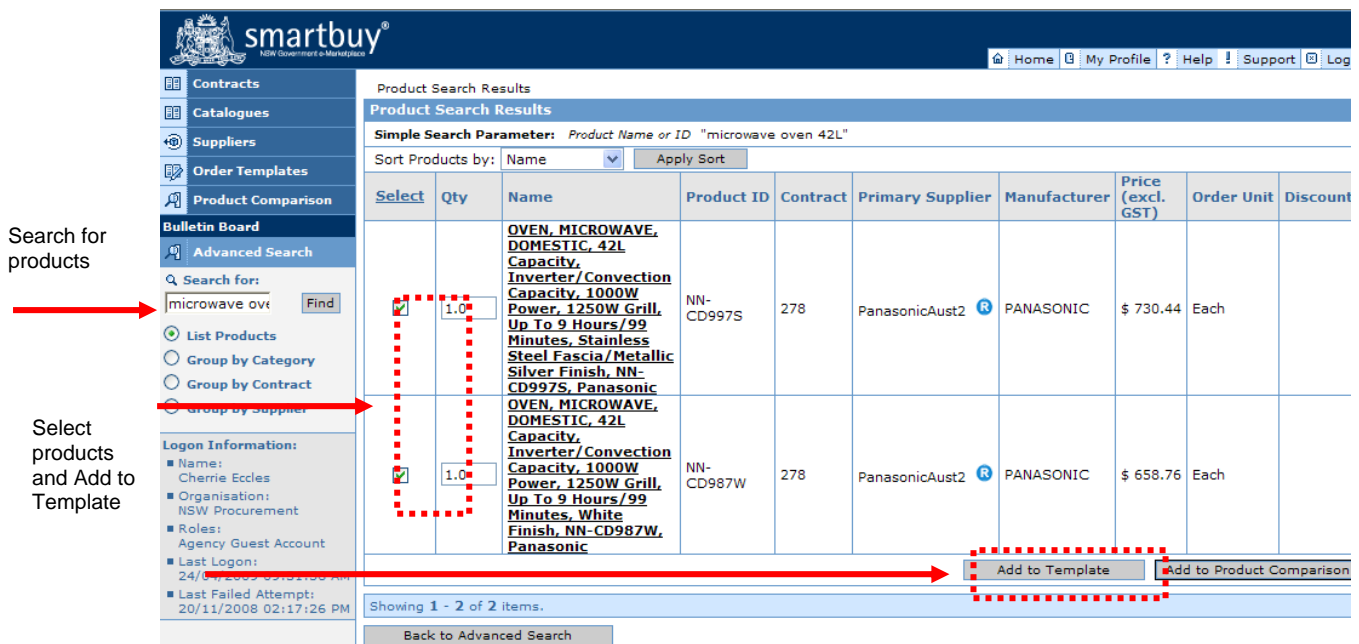 smartbuy®
NSW Government e-Marketplace
Home My Profile ? Help ! Support Log
Contracts
Catalogues
Suppliers
Order Templates
Product Comparison
Bulletin Board
Advanced Search
Search for:
microwave ove Find
List Products
Group by Category
Group by Contract
Group by Supplier
Logon Information:
Name:
Cherrie Eccles
Organisation:
NSW Procurement
Roles:
Agency Guest Account
Last Logon:
Last Failed Attempt:
20/11/2008 02:17:26 PM
Search for
products
Select
products
and Add to
Template
Product Search Results
Product Search Results
Simple Search Parameter: Product Name or ID "microwave oven 42L"
Sort Products by: Name Apply Sort
Select Qty Name Product ID Contract Primary Supplier Manufacturer Price (excl. GST) Order Unit Discount
OVEN, MICROWAVE,
DOMESTIC, 42L
Capacity,
Inverter/Convection
Capacity, 1000W
Power, 1250W Grill,
Up To 9 Hours/99
Minutes, Stainless
Steel Fascia/Metallic
Silver Finish, NN-
CD997S, Panasonic
1.0 NN-CD997S 278 PanasonicAust2 R PANASONIC $ 730.44 Each
OVEN, MICROWAVE,
DOMESTIC, 42L
Capacity,
Inverter/Convection
Capacity, 1000W
Power, 1250W Grill,
Up To 9 Hours/99
Minutes, White
Finish, NN-CD987W,
Panasonic
1.0 NN-CD987W 278 PanasonicAust2 R PANASONIC $ 658.76 Each
Add to Template Add to Product Comparison
Showing 1 - 2 of 2 items.
Back to Advanced Search